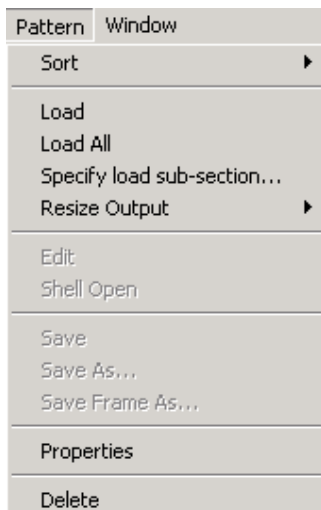 Pattern Window
Sort
Load
Load All
Specify load sub-section...
Resize Output
Edit
Shell Open
Save
Save As...
Save Frame As...
Properties
Delete